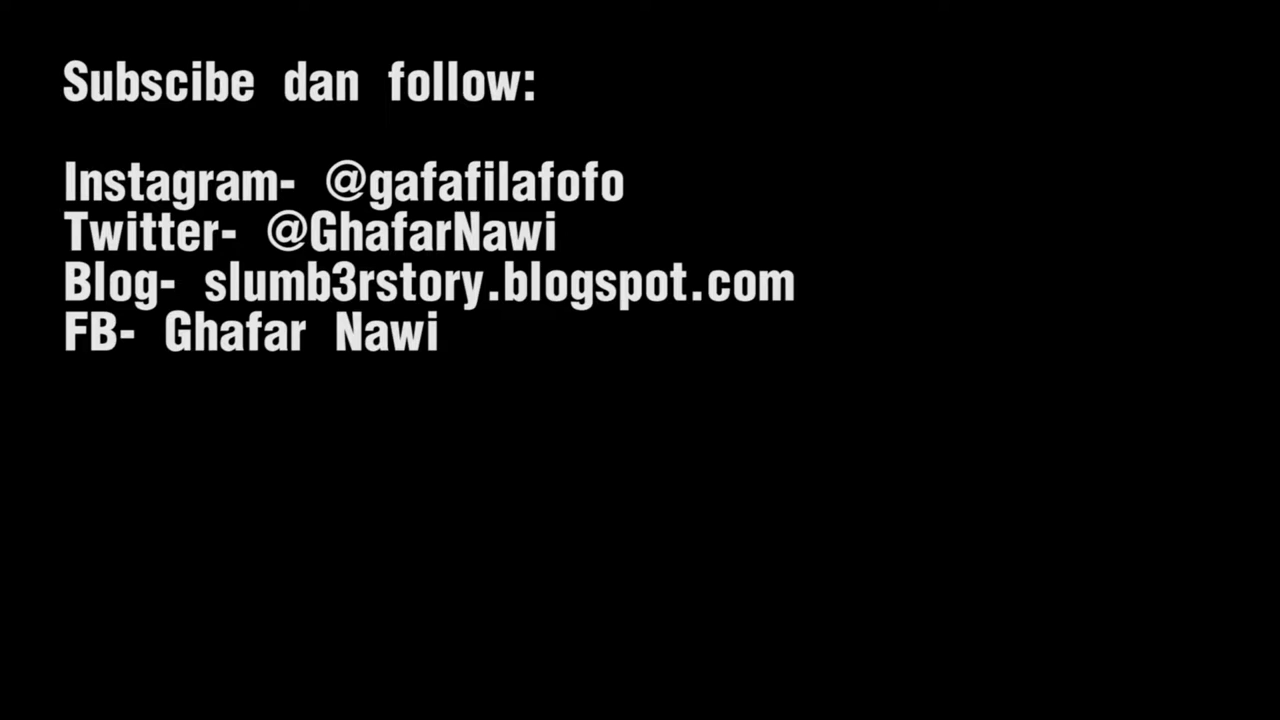 Subscibe dan follow:
Instagram- @gafafilafofo
Twitter- @GhafarNawi
Blog- slumb3rstory.blogspot.com
FB- Ghafar Nawi